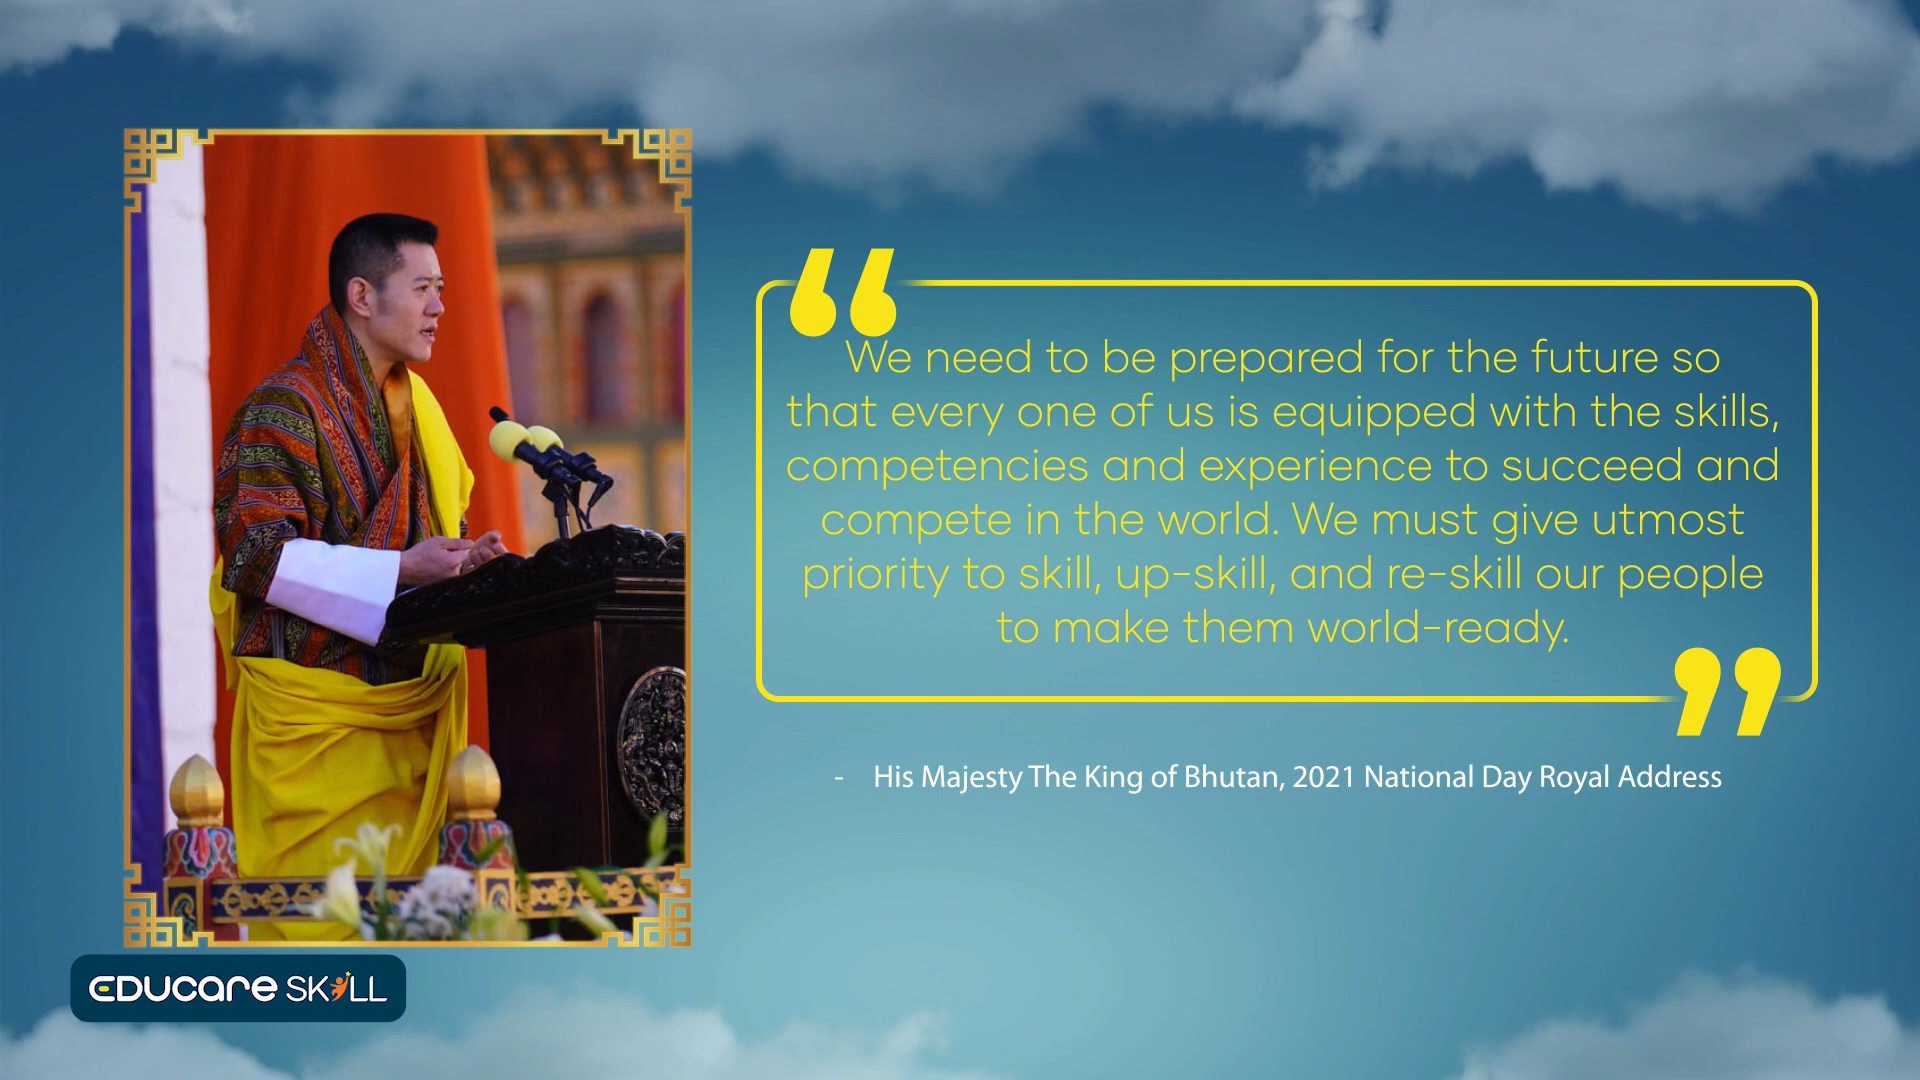 “
We need to be prepared for the future so
that every one of us is equipped with the skills,
competencies and experience to succeed and
compete in the world. We must give utmost
priority to skill, up-skill, and re-skill our people
to make them world-ready.
”
- His Majesty The King of Bhutan, 2021 National Day Royal Address
EDUCare SKILL